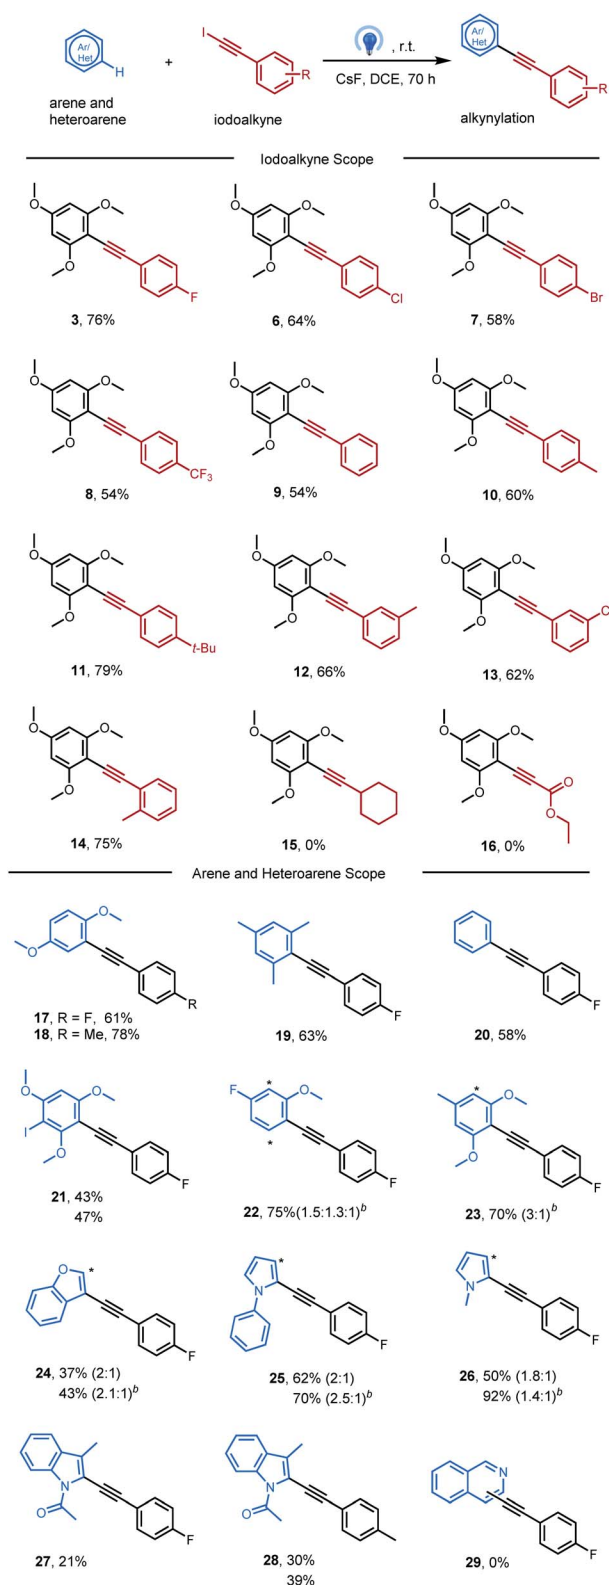 Ar/
Het
H
+
I
R
, r.t.
CsF, DCE, 70 h
Ar/
Het
R
arene and
heteroarene
iodoalkyne
alkynylation
Iodoalkyne Scope
O O O F
O O O Cl
O O O Br
3, 76%
6, 64%
7, 58%
O O O CF3
O O O
O O O
8, 54%
9, 54%
10, 60%
O O O t-Bu
O O O
O O O
11, 79%
12, 66%
13, 62%
O O O
O O O
O O O O O
14, 75%
15, 0%
16, 0%
Arene and Heteroarene Scope
O O R
F
F
17, R = F, 61%
18, R = Me, 78%
19, 63%
20, 58%
O O I O F
F * O * F
* O O F
21, 43%
47%
22, 75%(1.5:1.3:1)b
23, 70% (3:1)b
O * F
* N F
* N F
24, 37% (2:1)
43% (2.1:1)b
25, 62% (2:1)
70% (2.5:1)b
26, 50% (1.8:1)
92% (1.4:1)b
N O F
N O
N F
27, 21%
28, 30%
39%
29, 0%